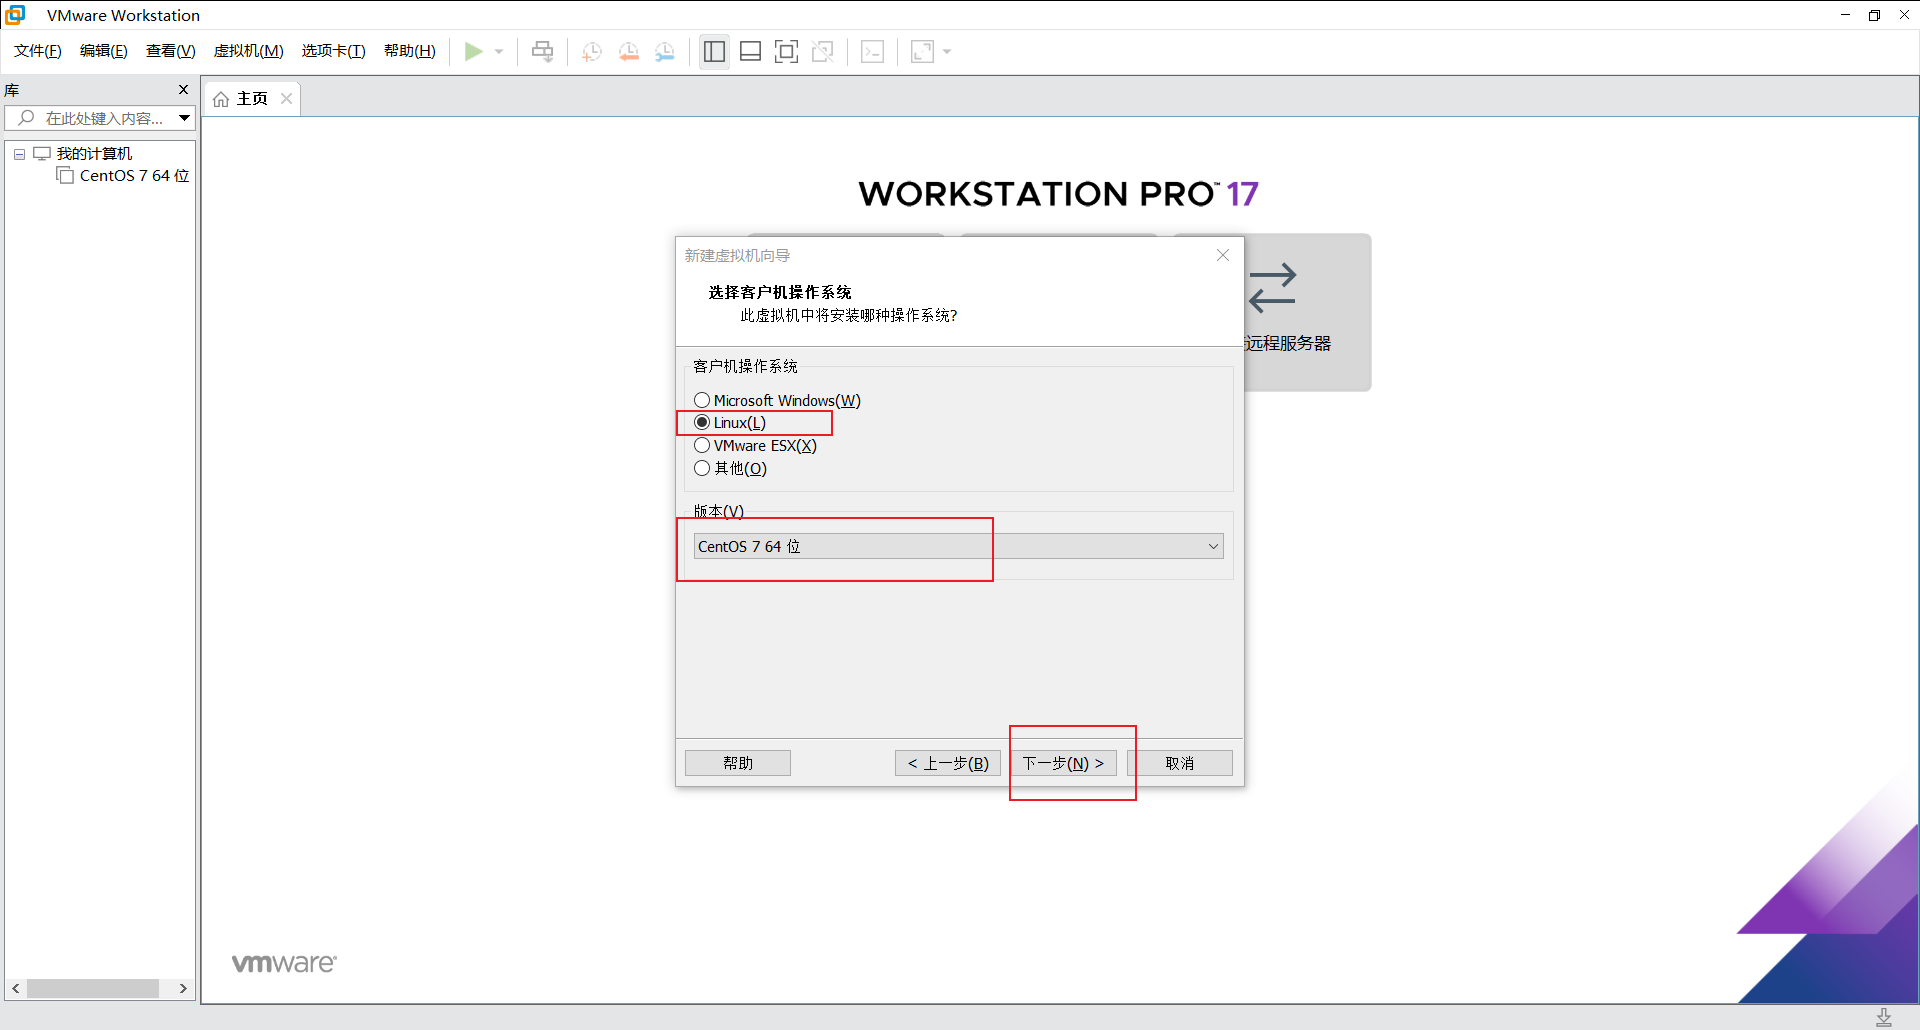 VMware Workstation
文件(F) 编辑(E) 查看(V) 虚拟机(M) 选项卡(T) 帮助(H)
库
主页
在此处键入内容...
我的计算机
CentOS 7 64 位
WORKSTATION PRO™ 17
新建虚拟机向导
选择客户机操作系统
此虚拟机中将安装哪种操作系统?
远程服务器
客户机操作系统
Microsoft Windows(W)
Linux(L)
VMware ESX(X)
其他(O)
版本(V)
CentOS 7 64 位
帮助 < 上一步(B) 下一步(N) > 取消
vmware